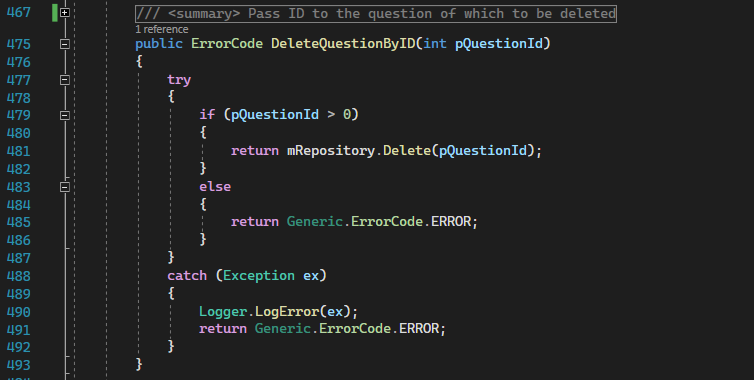 467 /// <summary> Pass ID to the question of which to be deleted
1 reference
475 public ErrorCode DeleteQuestionByID(int pQuestionId)
476 {
477 try
478 {
479 if (pQuestionId > 0)
480 {
481 return mRepository.Delete(pQuestionId);
482 }
483 else
484 {
485 return Generic.ErrorCode.ERROR;
486 }
487 }
488 catch (Exception ex)
489 {
490 Logger.LogError(ex);
491 return Generic.ErrorCode.ERROR;
492 }
493 }